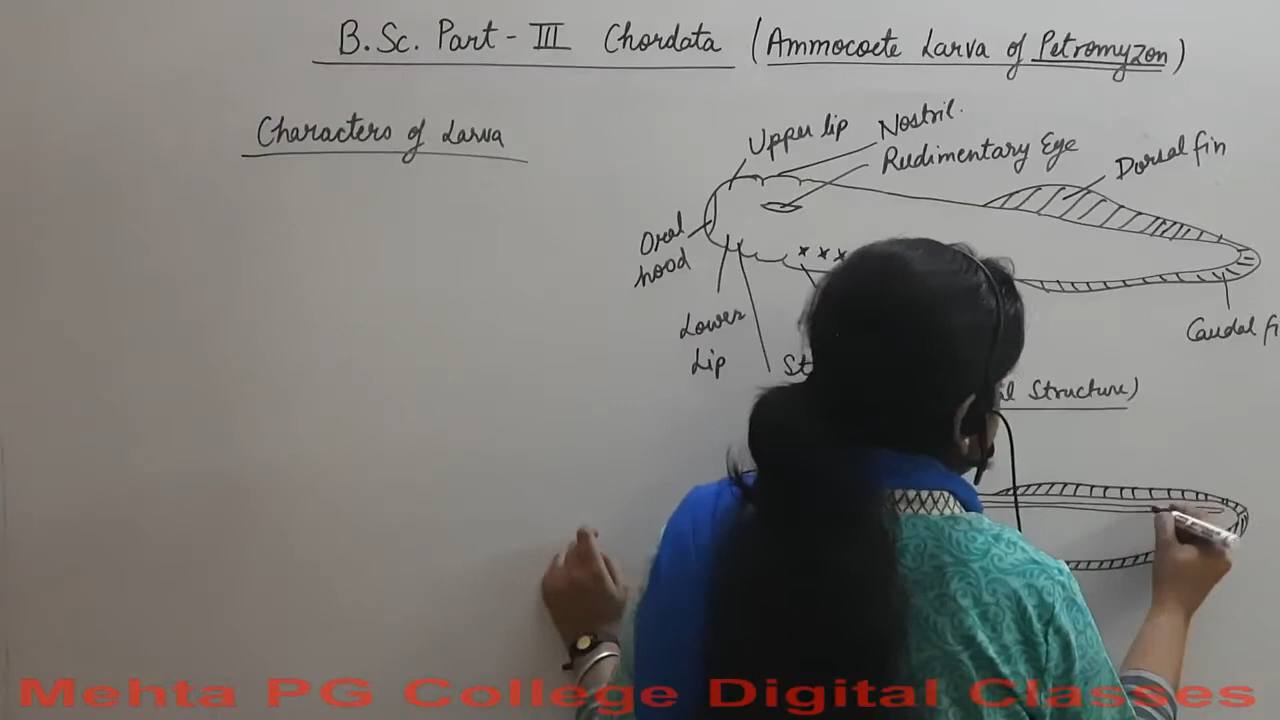 B.Sc. Part - III Chordata (Ammocoete Larva of Petromyzon)
Characters of Larva
Upper lip
Nostril.
Rudimentary Eye
Dorsal fin
Oral hood
Lower Lip
Caudal
Structure)
Mehta PG College Digital Classes